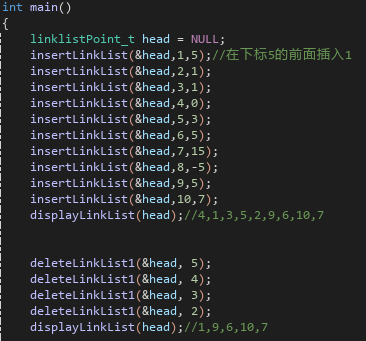 int main()
{
linklistPoint_t head = NULL;
insertLinkList(&head,1,5);//在下标5的前面插入1
insertLinkList(&head,2,1);
insertLinkList(&head,3,1);
insertLinkList(&head,4,0);
insertLinkList(&head,5,3);
insertLinkList(&head,6,5);
insertLinkList(&head,7,15);
insertLinkList(&head,8,-5);
insertLinkList(&head,9,5);
insertLinkList(&head,10,7);
displayLinkList(head);//4,1,3,5,2,9,6,10,7
deleteLinkList1(&head, 5);
deleteLinkList1(&head, 4);
deleteLinkList1(&head, 3);
deleteLinkList1(&head, 2);
displayLinkList(head);//1,9,6,10,7